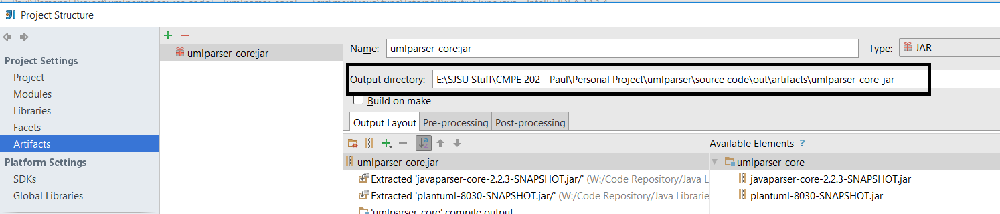 Project Structure
Name: umlparser-core:jar Type: JAR
umlparser-core:jar
Project Settings
Project
Modules
Libraries
Facets
Artifacts
Platform Settings
SDKs
Global Libraries
Output directory: E:\SJSU Stuff\CMPE 202 - Paul\Personal Project\umlparser\source code\out\artifacts\umlparser_core_jar
Build on make
Output Layout Pre-processing Post-processing
Available Elements ?
umlparser-core.jar
Extracted 'javaparser-core-2.2.3-SNAPSHOT.jar/' (W:/Code Repository/Java L
Extracted 'plantuml-8030-SNAPSHOT.jar/' (W:/Code Repository/Java Librarie
'umlparser-core' compile output
umlparser-core
javaparser-core-2.2.3-SNAPSHOT.jar
plantuml-8030-SNAPSHOT.jar